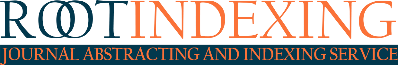 ROOTINDEXING
JOURNAL ABSTRACTING AND INDEXING SERVICE